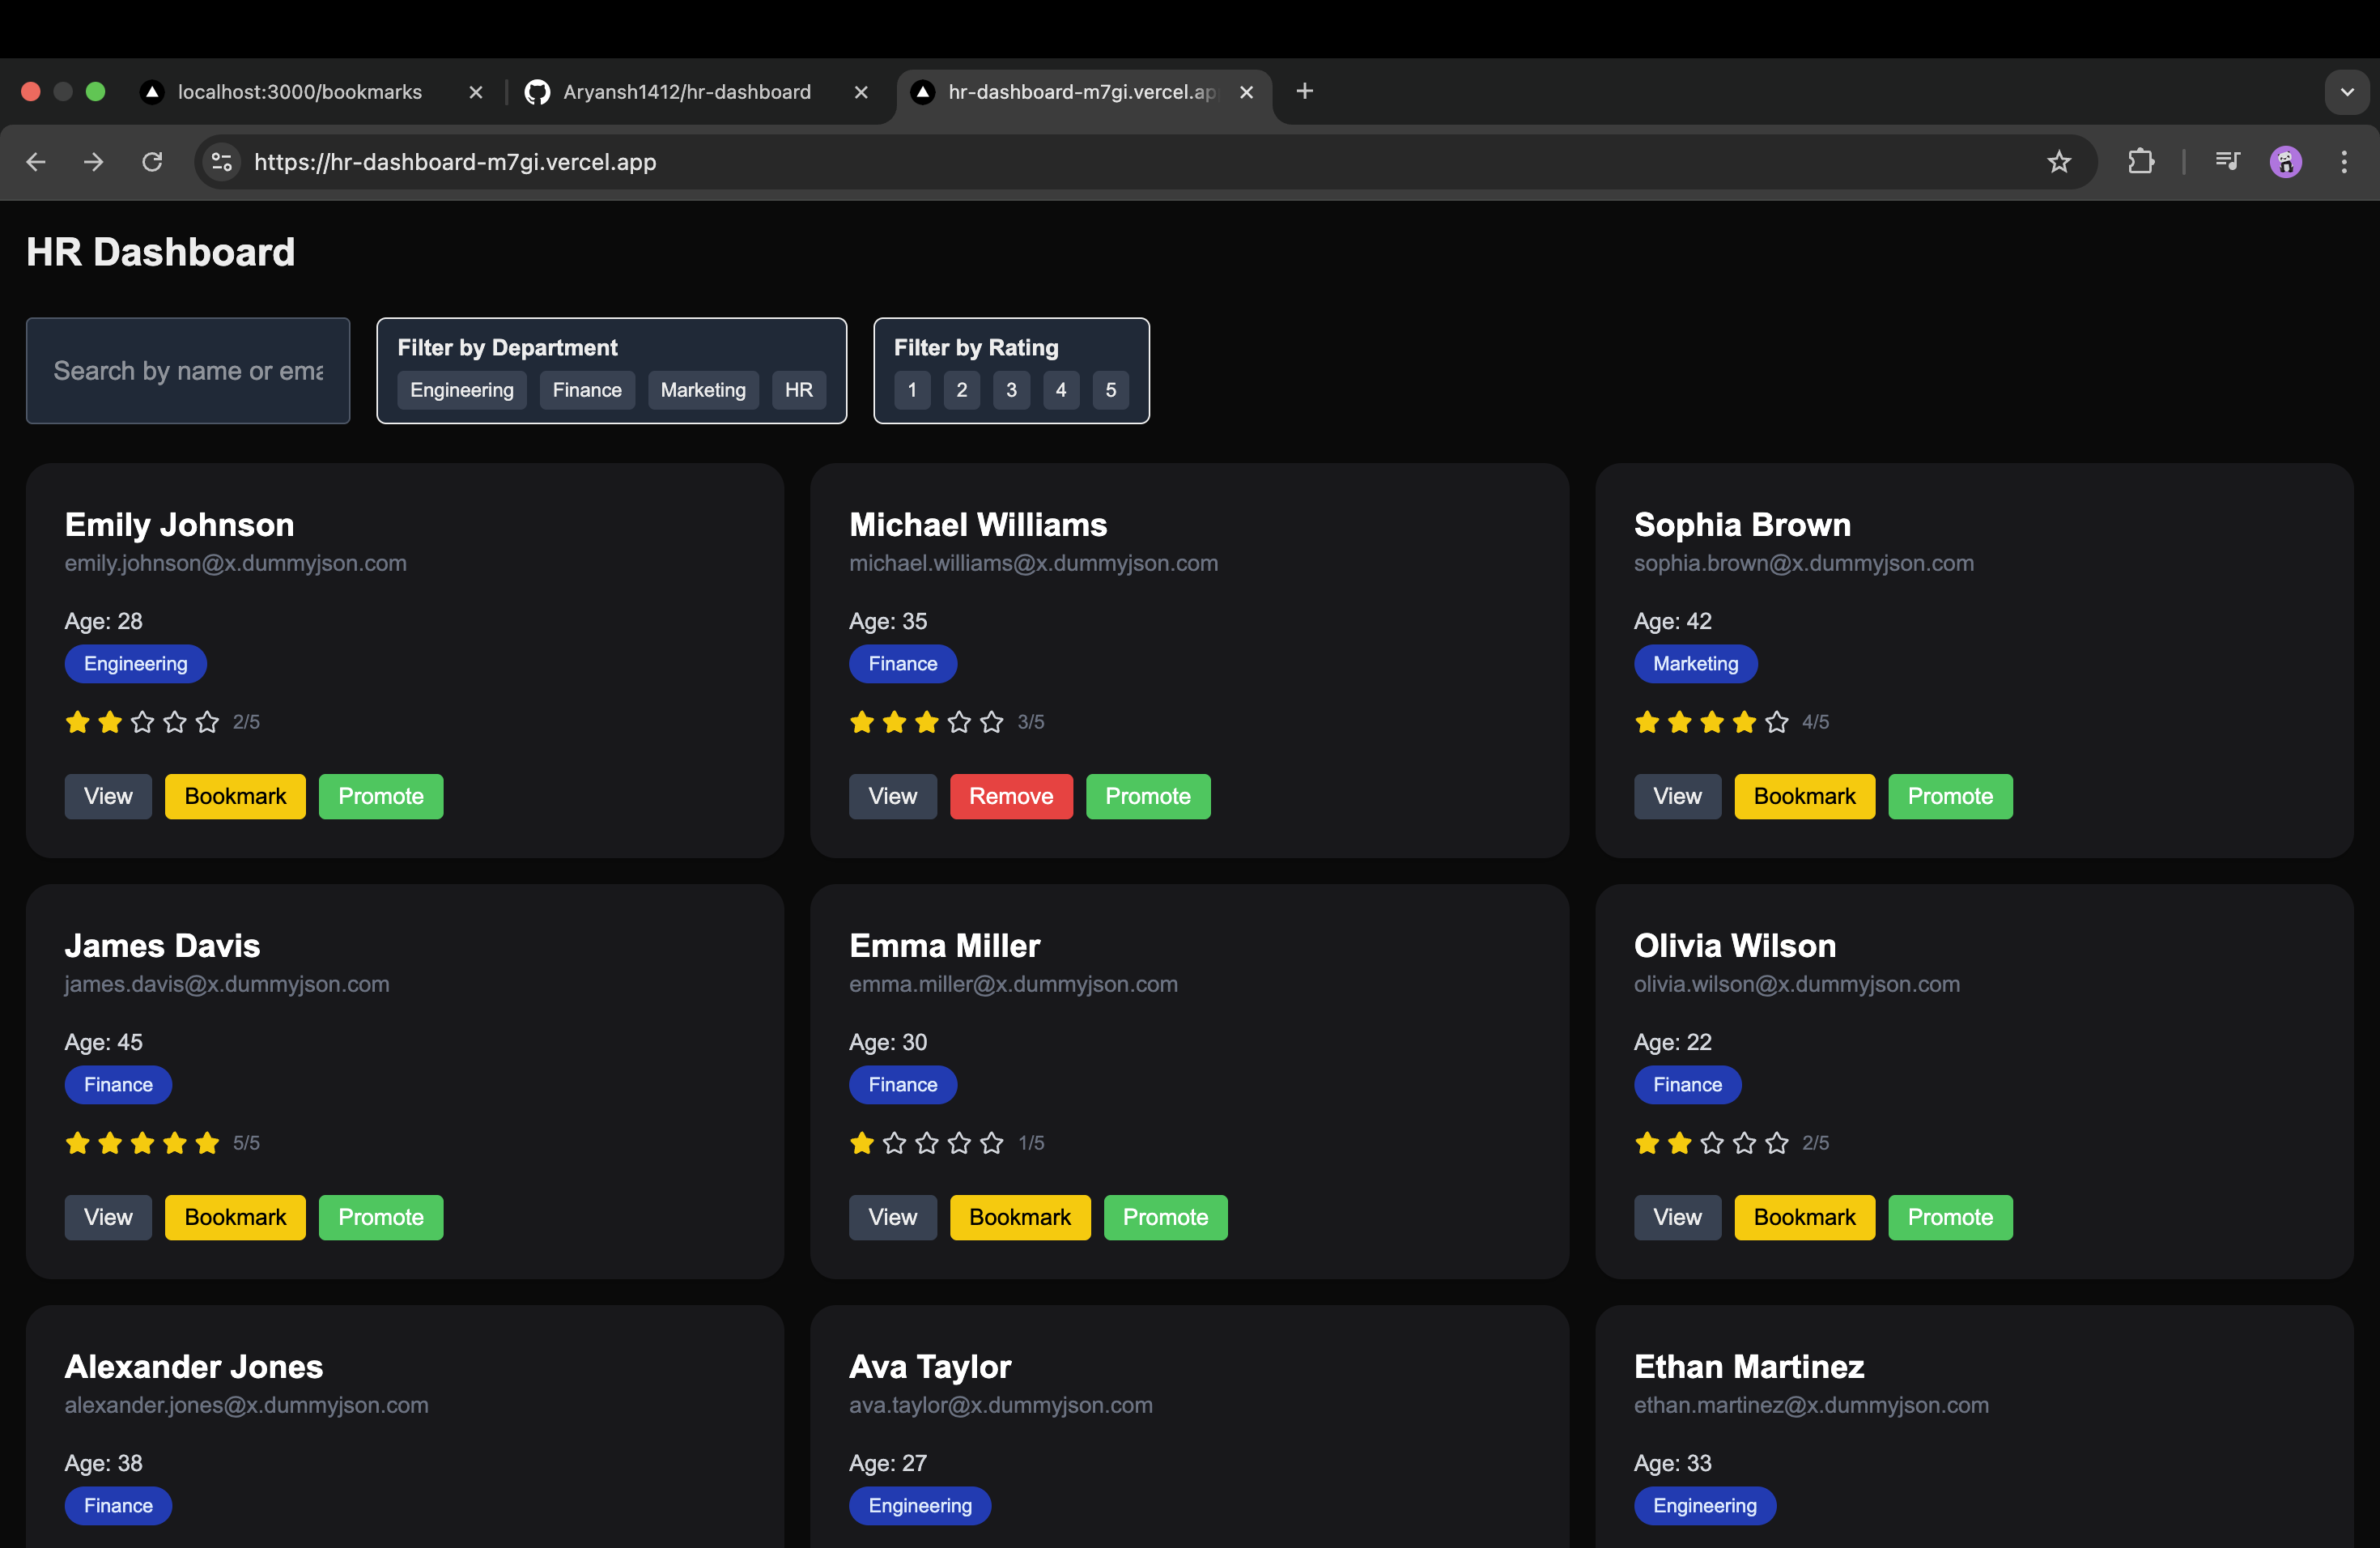 localhost:3000/bookmarks
Aryansh1412/hr-dashboard
hr-dashboard-m7gi.vercel.ap
https://hr-dashboard-m7gi.vercel.app
HR Dashboard
Search by name or ema
Filter by Department
Engineering Finance Marketing HR
Filter by Rating
1 2 3 4 5
Emily Johnson
emily.johnson@x.dummyjson.com
Age: 28
Engineering
2/5
View Bookmark Promote
Michael Williams
michael.williams@x.dummyjson.com
Age: 35
Finance
3/5
View Remove Promote
Sophia Brown
sophia.brown@x.dummyjson.com
Age: 42
Marketing
4/5
View Bookmark Promote
James Davis
james.davis@x.dummyjson.com
Age: 45
Finance
5/5
View Bookmark Promote
Emma Miller
emma.miller@x.dummyjson.com
Age: 30
Finance
1/5
View Bookmark Promote
Olivia Wilson
olivia.wilson@x.dummyjson.com
Age: 22
Finance
2/5
View Bookmark Promote
Alexander Jones
alexander.jones@x.dummyjson.com
Age: 38
Finance
Ava Taylor
ava.taylor@x.dummyjson.com
Age: 27
Engineering
Ethan Martinez
ethan.martinez@x.dummyjson.com
Age: 33
Engineering